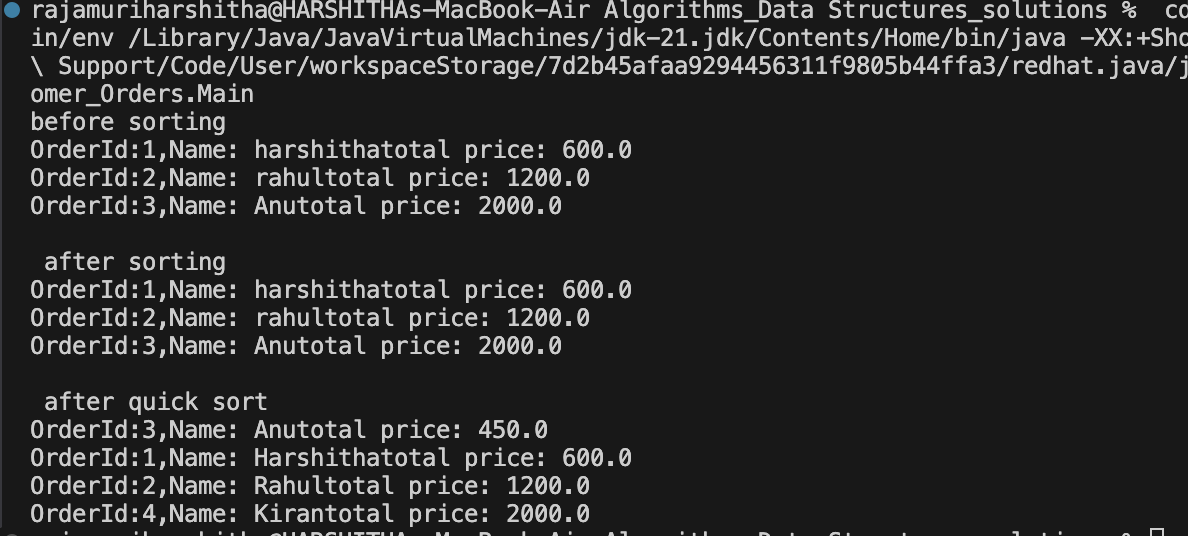 rajamuriharshitha@HARSHITHAs-MacBook-Air Algorithms_Data Structures_solutions %  cd
in/env /Library/Java/JavaVirtualMachines/jdk-21.jdk/Contents/Home/bin/java -XX:+Sho
\ Support/Code/User/workspaceStorage/7d2b45afaa9294456311f9805b44ffa3/redhat.java/j
omer_Orders.Main
before sorting
OrderId:1,Name: harshithatotal price: 600.0
OrderId:2,Name: rahultotal price: 1200.0
OrderId:3,Name: Anutotal price: 2000.0

 after sorting
OrderId:1,Name: harshithatotal price: 600.0
OrderId:2,Name: rahultotal price: 1200.0
OrderId:3,Name: Anutotal price: 2000.0

 after quick sort
OrderId:3,Name: Anutotal price: 450.0
OrderId:1,Name: Harshithatotal price: 600.0
OrderId:2,Name: Rahultotal price: 1200.0
OrderId:4,Name: Kirantotal price: 2000.0